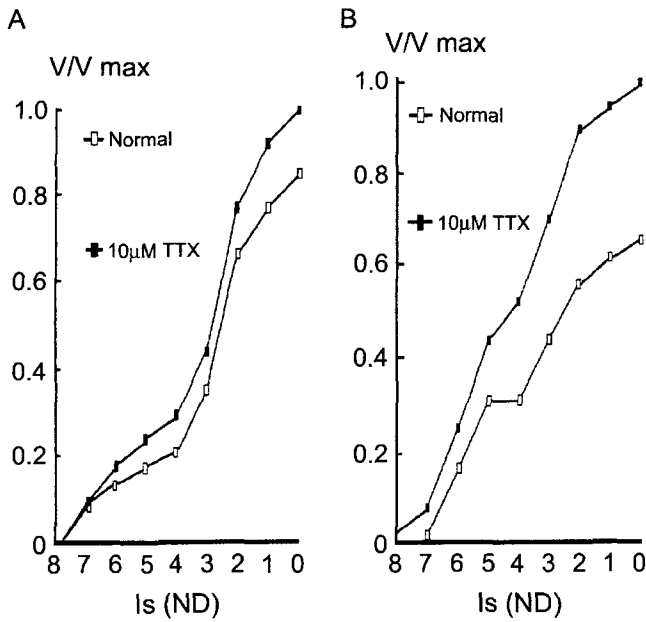 A
V/V max
1.0
0.8
0.6
0.4
0.2
0
Normal
10µM TTX
8 7 6 5 4 3 2 1 0
Is (ND)
B
V/V max
1.0
0.8
0.6
0.4
0.2
0
Normal
10µM TTX
8 7 6 5 4 3 2 1 0
Is (ND)